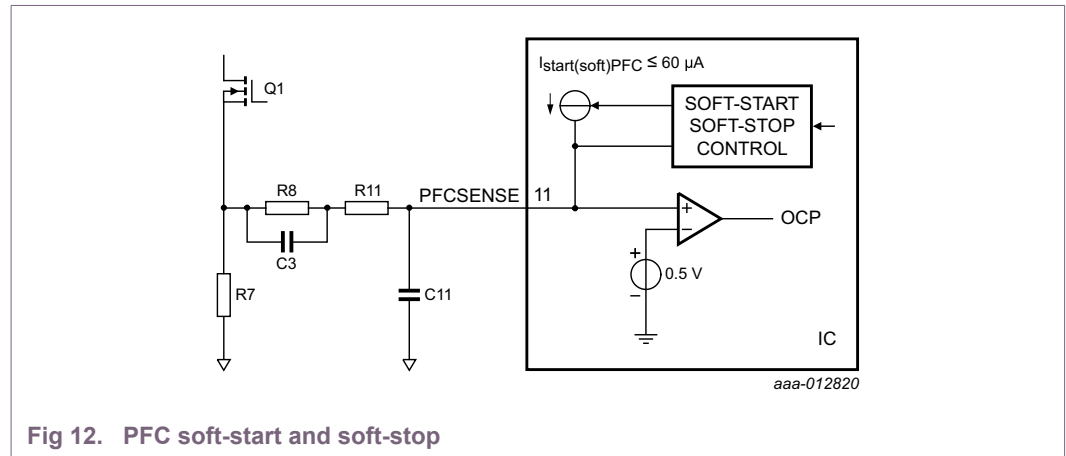 Istart(soft)PFC ≤ 60 μA
Q1
SOFT-START
SOFT-STOP
CONTROL
R8
R11
PFCSENSE
11
+
−
OCP
C3
+
0.5 V
−
R7
C11
IC
aaa-012820
Fig 12. PFC soft-start and soft-stop